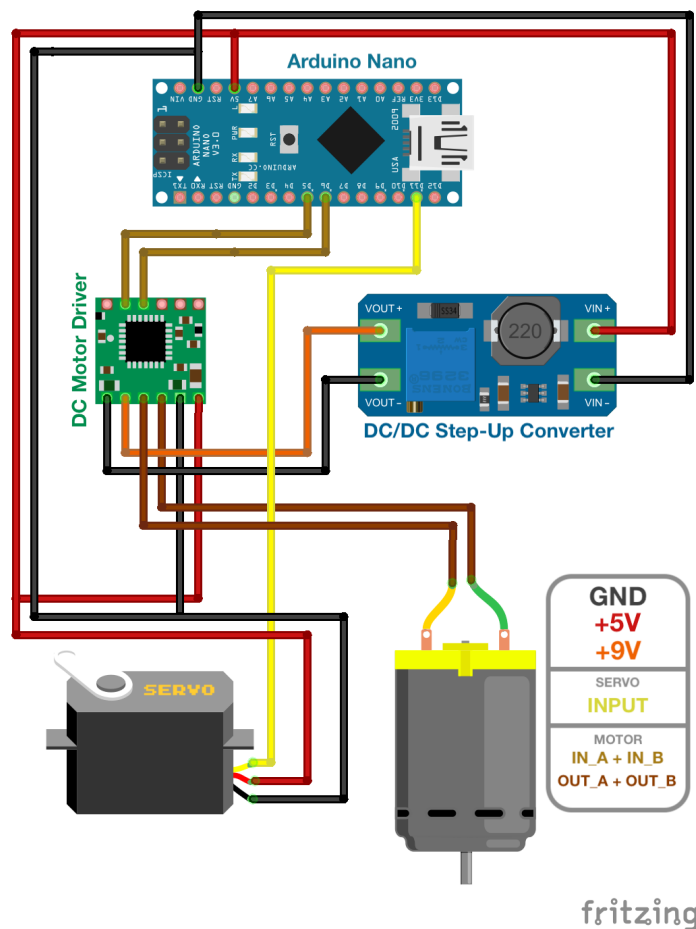 Arduino Nano
VIN GND RST 5V A7 A6 A5 A4 A3 A2 A1 A0 REF 3V3 D13
L
PWR
RX
TX
RST
ARDUINO
NANO
V3.0
ARDUINO.CC
ICSP
1
2009
USA
TX1 RX0 RST GND D2 D3 D4 D5 D6 D7 D8 D9 D10 D11 D12
DC Motor Driver
VOUT+
VIN+
SS34
220
3296
VOUT-
VIN-
DC/DC Step-Up Converter
GND
+5V
+9V
SERVO
INPUT
MOTOR
IN_A + IN_B
OUT_A + OUT_B
SERVO
fritzing